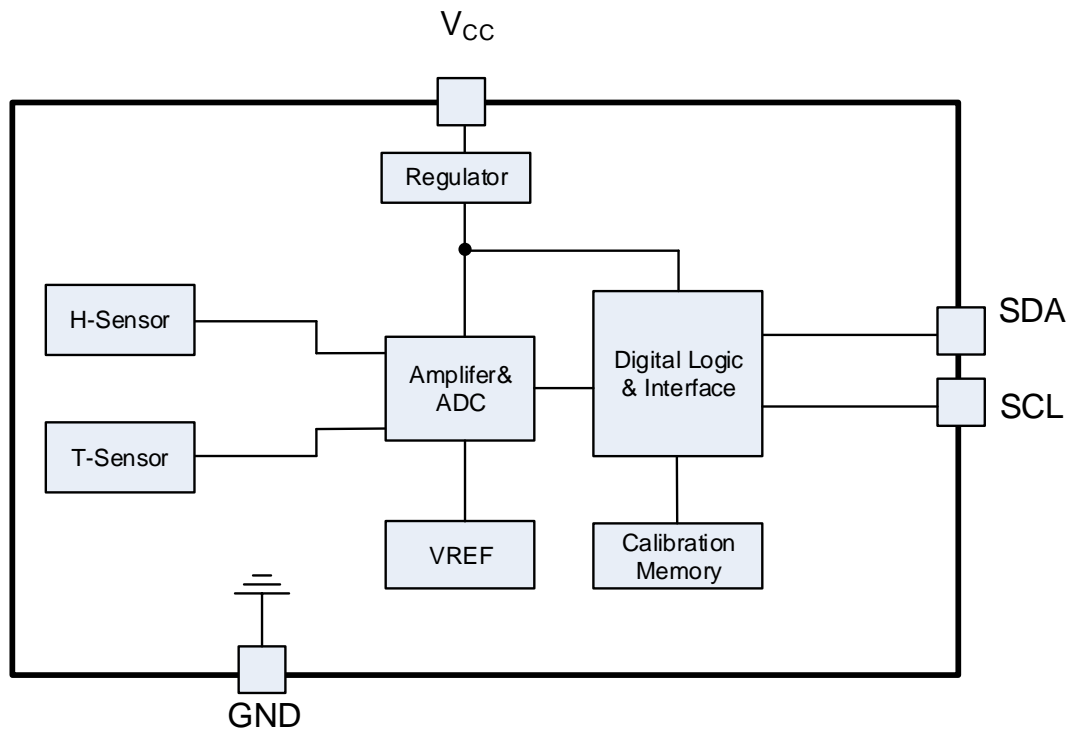 VCC
Regulator
H-Sensor
SDA
Amplifer&
ADC
Digital Logic
& Interface
SCL
T-Sensor
VREF
Calibration
Memory
GND